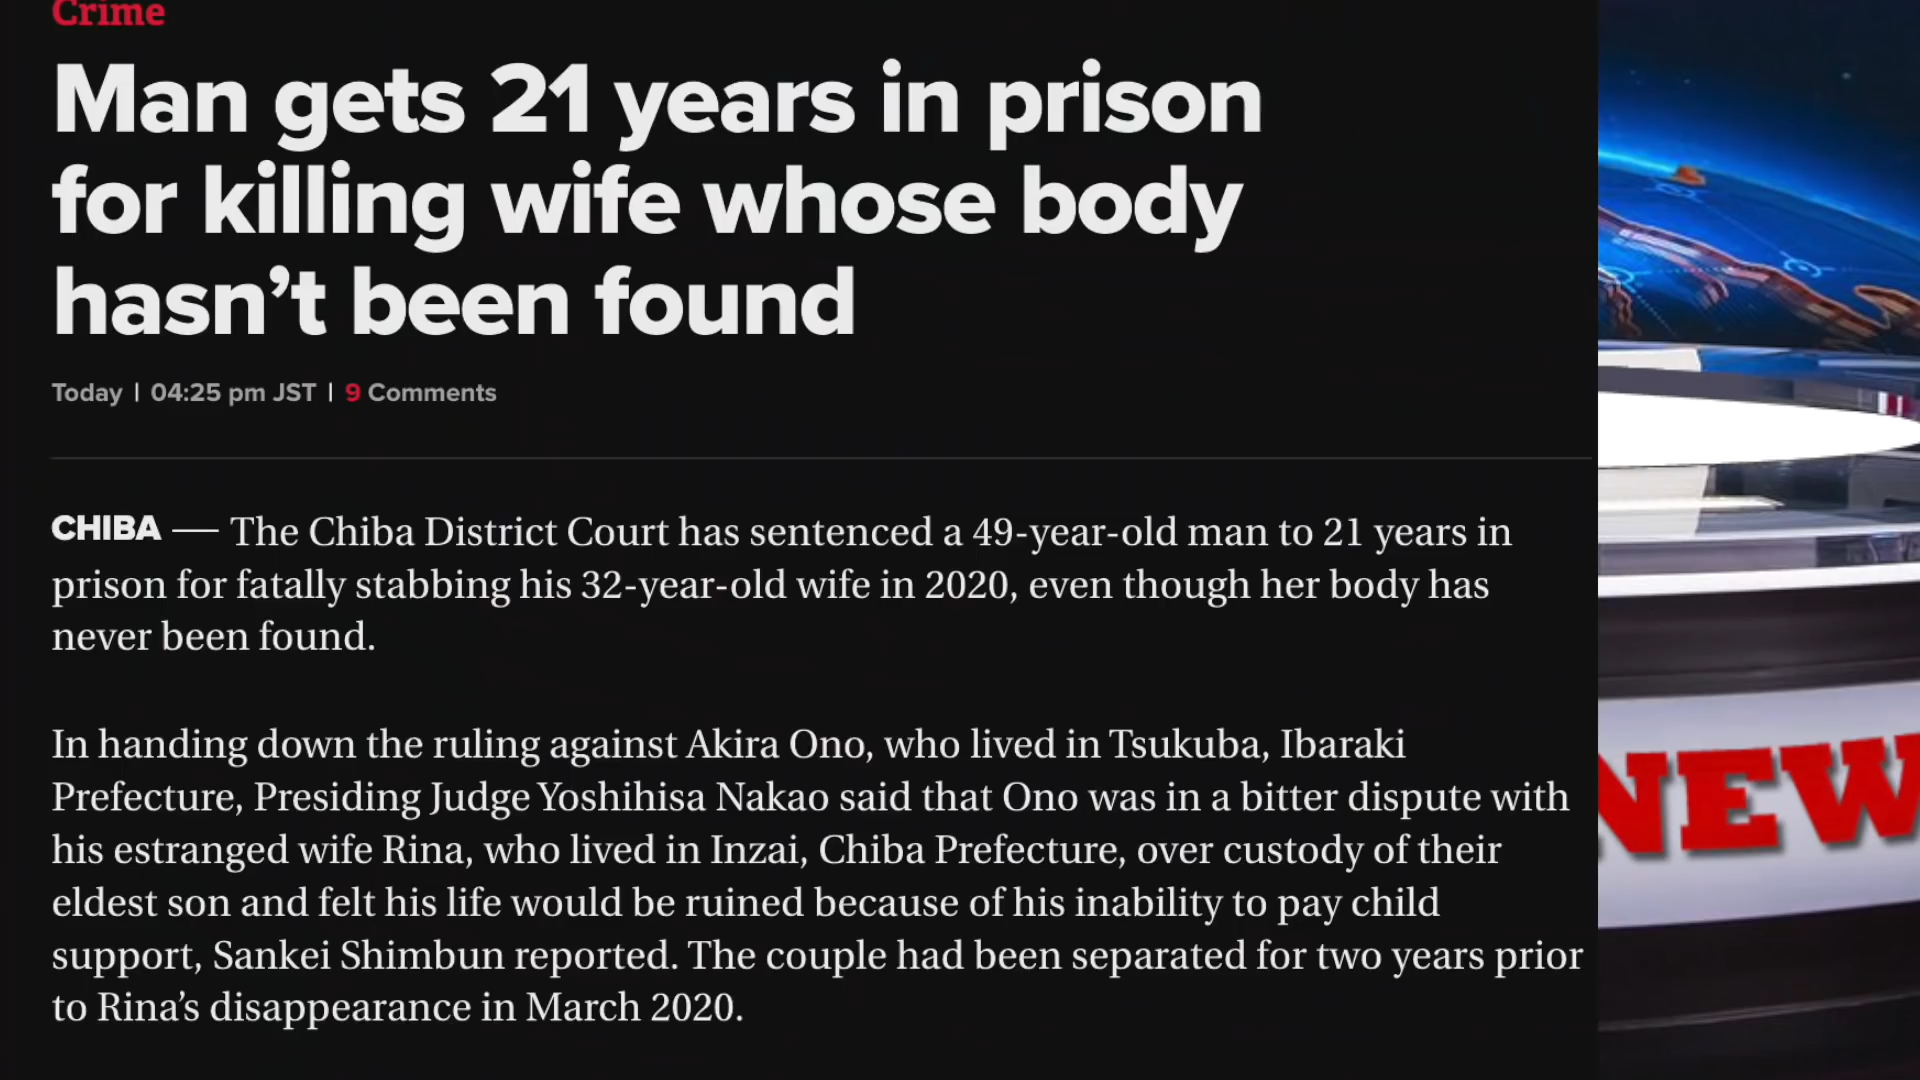 Crime
Man gets 21 years in prison
for killing wife whose body
hasn’t been found
Today | 04:25 pm JST | 9 Comments
CHIBA — The Chiba District Court has sentenced a 49-year-old man to 21 years in
prison for fatally stabbing his 32-year-old wife in 2020, even though her body has
never been found.
In handing down the ruling against Akira Ono, who lived in Tsukuba, Ibaraki
Prefecture, Presiding Judge Yoshihisa Nakao said that Ono was in a bitter dispute with
his estranged wife Rina, who lived in Inzai, Chiba Prefecture, over custody of their
eldest son and felt his life would be ruined because of his inability to pay child
support, Sankei Shimbun reported. The couple had been separated for two years prior
to Rina’s disappearance in March 2020.
NEW